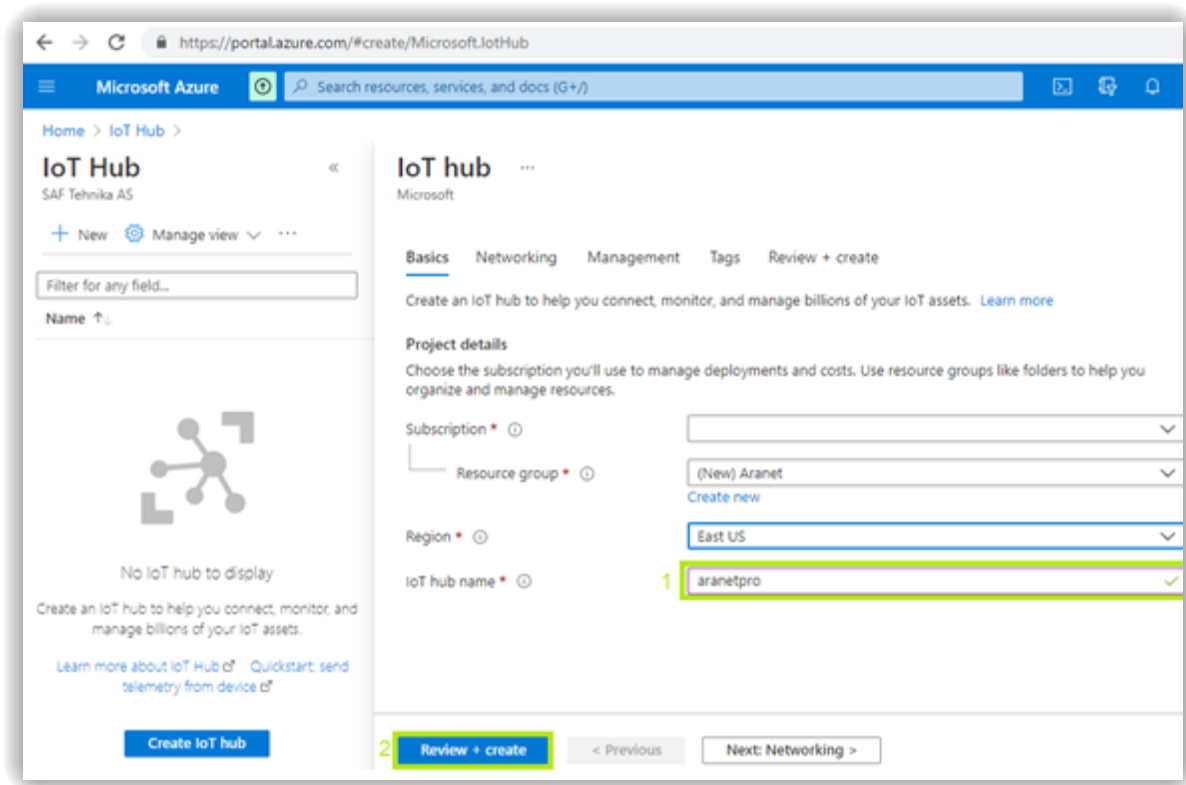 https://portal.azure.com/#create/Microsoft.IotHub
Microsoft Azure
Search resources, services, and docs (G+/)
Home > IoT Hub >
IoT Hub «
SAF Tehnika AS
+ New Manage view ···
Filter for any field...
Name ↑↓
No IoT hub to display
Create an IoT hub to help you connect, monitor, and
manage billions of your IoT assets.
Learn more about IoT Hub Quickstart: send
telemetry from device
Create IoT hub
IoT hub ···
Microsoft
Basics Networking Management Tags Review + create
Create an IoT hub to help you connect, monitor, and manage billions of your IoT assets. Learn more
Project details
Choose the subscription you'll use to manage deployments and costs. Use resource groups like folders to help you
organize and manage resources.
Subscription *
Resource group * (New) Aranet
Create new
Region * East US
IoT hub name * 1 aranetpro
2 Review + create < Previous Next: Networking >